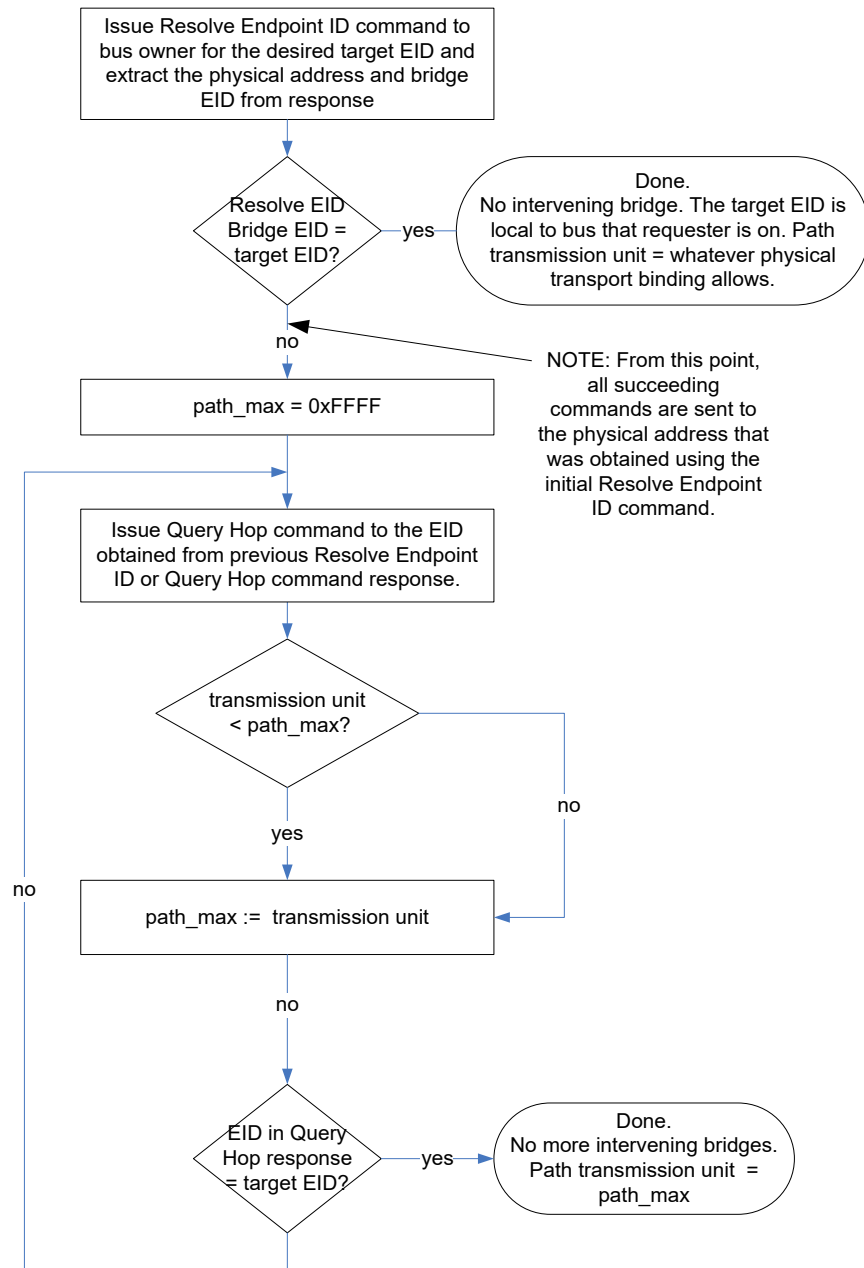 Issue Resolve Endpoint ID command to
bus owner for the desired target EID and
extract the physical address and bridge
EID from response
Resolve EID
Bridge EID =
target EID?
yes
Done.
No intervening bridge. The target EID is
local to bus that requester is on. Path
transmission unit = whatever physical
transport binding allows.
no
NOTE: From this point,
all succeeding
commands are sent to
the physical address that
was obtained using the
initial Resolve Endpoint
ID command.
path_max = 0xFFFF
Issue Query Hop command to the EID
obtained from previous Resolve Endpoint
ID or Query Hop command response.
transmission unit
< path_max?
no
yes
no
path_max := transmission unit
no
EID in Query
Hop response
= target EID?
yes
Done.
No more intervening bridges.
Path transmission unit =
path_max